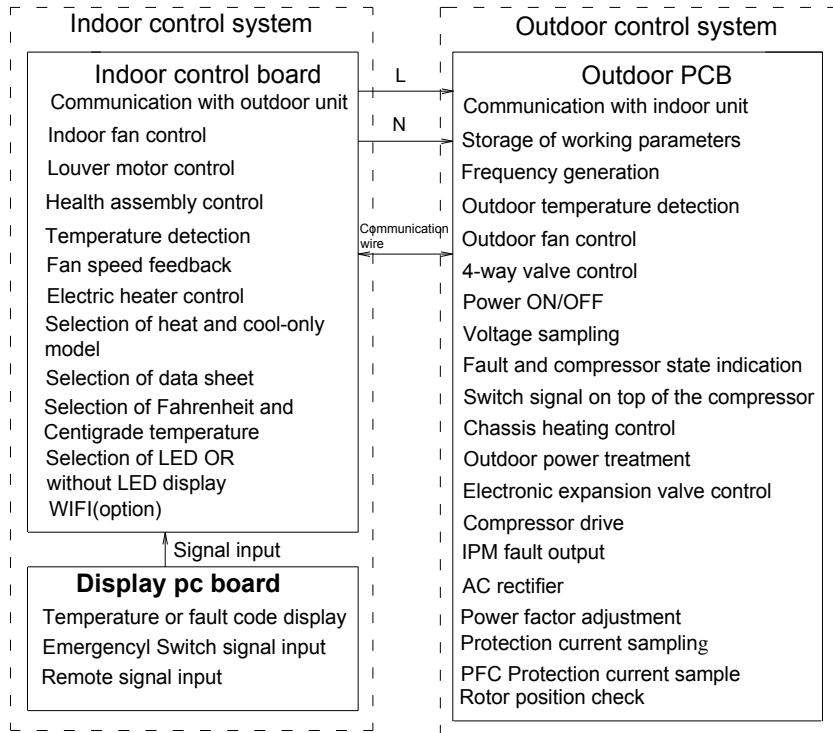 Indoor control system
Indoor control board
Communication with outdoor unit
Indoor fan control
Louver motor control
Health assembly control
Temperature detection
Fan speed feedback
Electric heater control
Selection of heat and cool-only
model
Selection of data sheet
Selection of Fahrenheit and
Centigrade temperature
Selection of LED OR
without LED display
WIFI(option)
Signal input
Display pc board
Temperature or fault code display
Emergencyl Switch signal input
Remote signal input
L
N
Communication
wire
Outdoor control system
Outdoor PCB
Communication with indoor unit
Storage of working parameters
Frequency generation
Outdoor temperature detection
Outdoor fan control
4-way valve control
Power ON/OFF
Voltage sampling
Fault and compressor state indication
Switch signal on top of the compressor
Chassis heating control
Outdoor power treatment
Electronic expansion valve control
Compressor drive
IPM fault output
AC rectifier
Power factor adjustment
Protection current sampling
PFC Protection current sample
Rotor position check